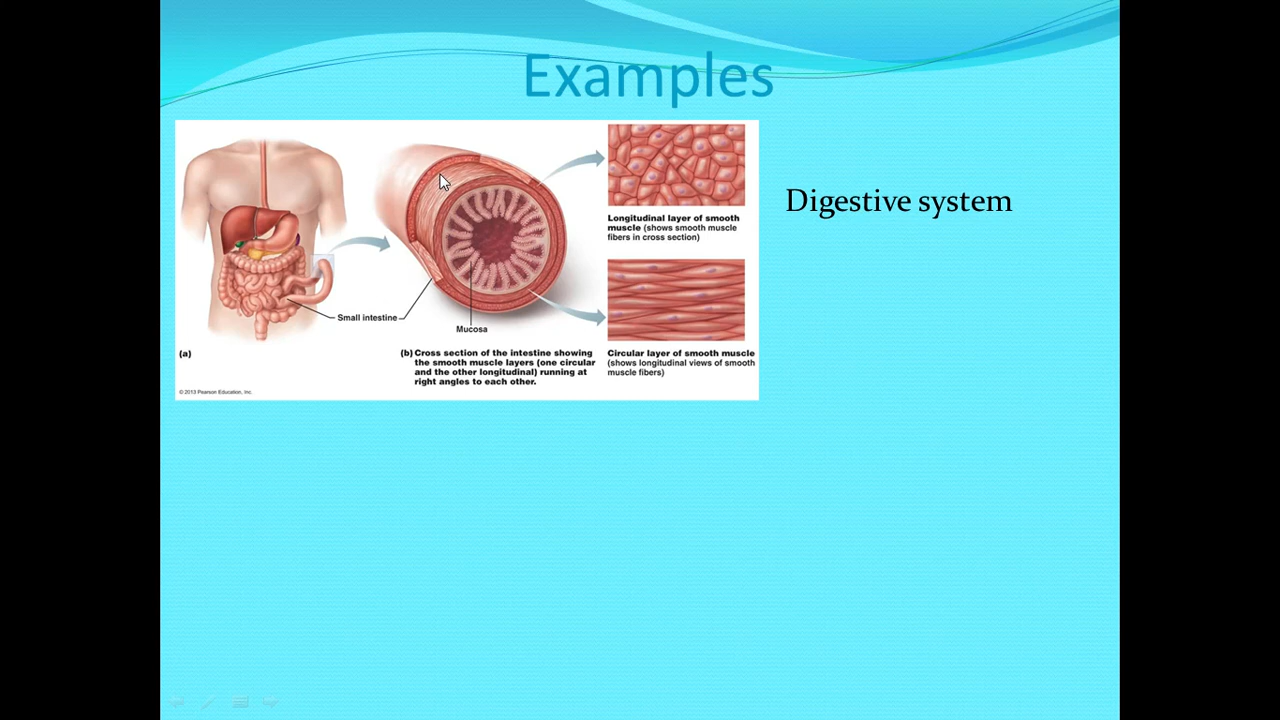 Examples
Digestive system
Longitudinal layer of smooth
muscle (shows smooth muscle
fibers in cross section)
Small intestine
Mucosa
(a)
(b) Cross section of the intestine showing
the smooth muscle layers (one circular
and the other longitudinal) running at
right angles to each other.
Circular layer of smooth muscle
(shows longitudinal views of smooth
muscle fibers)
© 2013 Pearson Education, Inc.